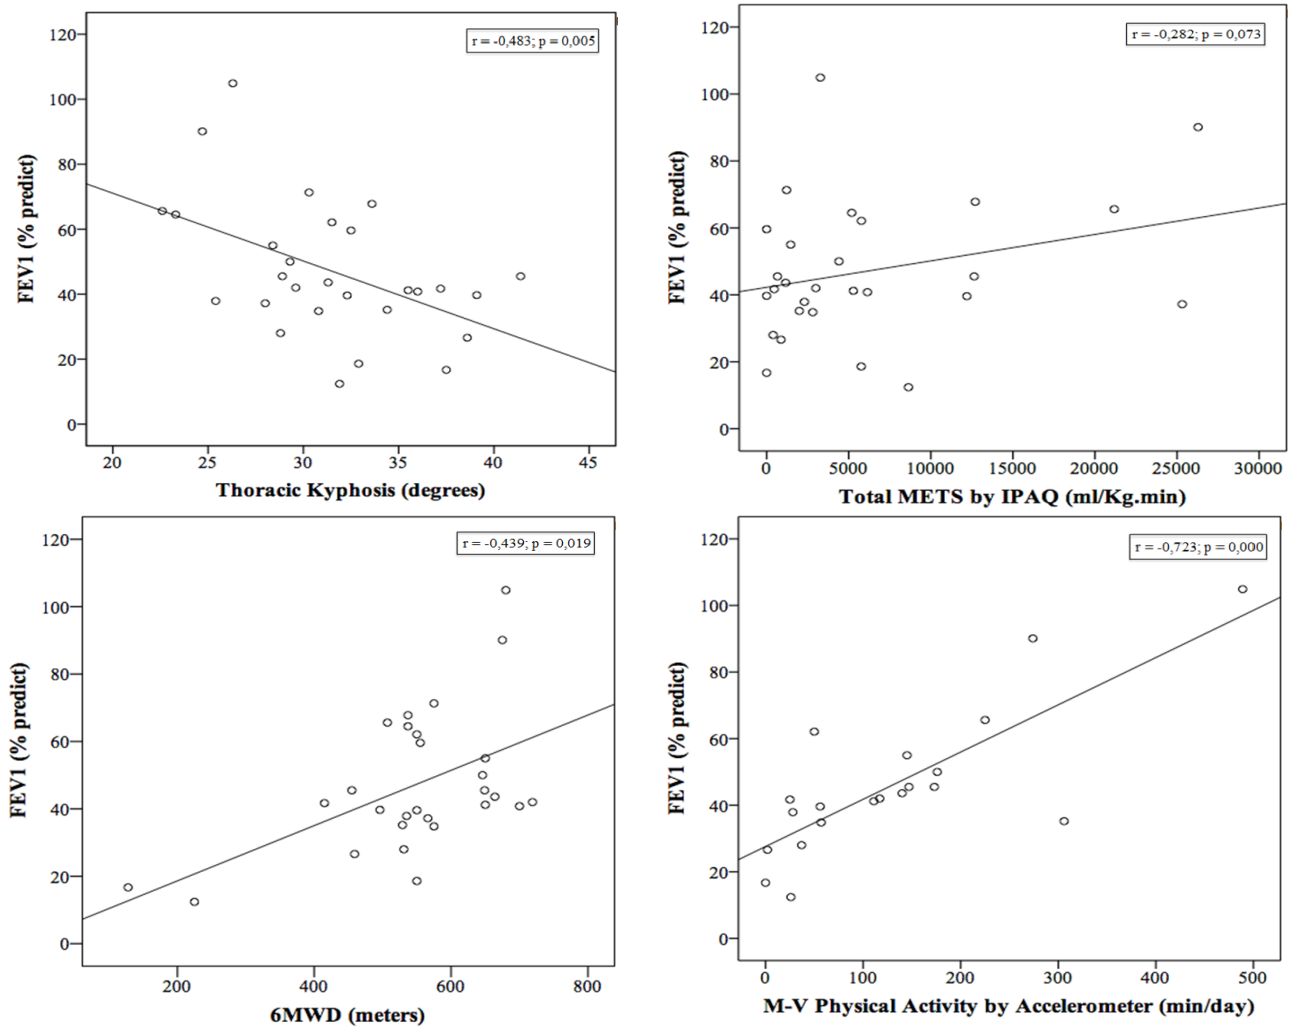 r = -0,483; p = 0,005
120
100
80
60
40
20
0
FEV1 (% predict)
20 25 30 35 40 45
Thoracic Kyphosis (degrees)
r = -0,282; p = 0,073
120
100
80
60
40
20
0
FEV1 (% predict)
0 5000 10000 15000 20000 25000 30000
Total METS by IPAQ (ml/Kg.min)
r = -0,439; p = 0,019
120
100
80
60
40
20
0
FEV1 (% predict)
200 400 600 800
6MWD (meters)
r = -0,723; p = 0,000
120
100
80
60
40
20
0
FEV1 (% predict)
0 100 200 300 400 500
M-V Physical Activity by Accelerometer (min/day)